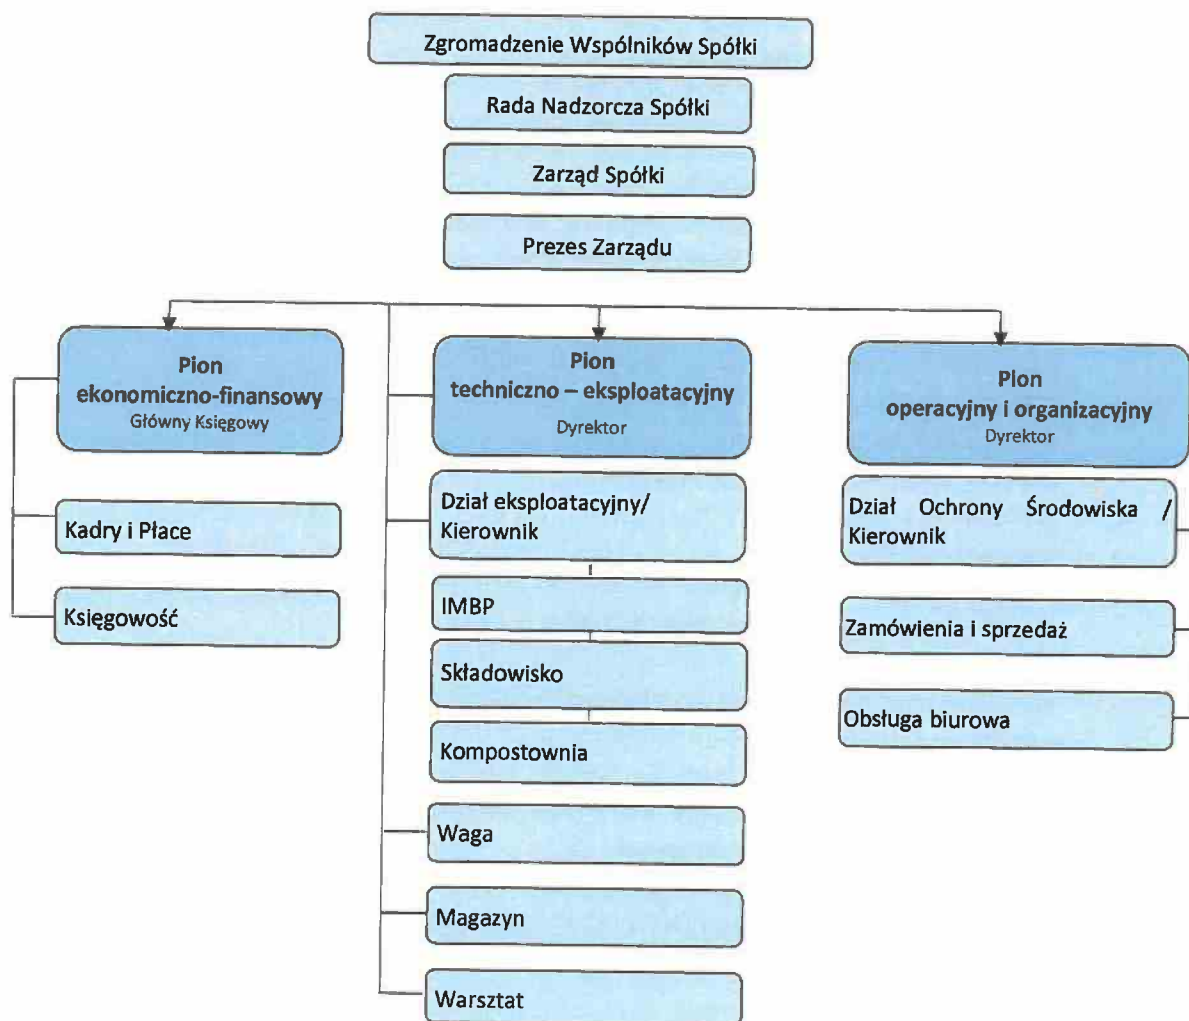 Zgromadzenie Wspólników Spółki
Rada Nadzorcza Spółki
Zarząd Spółki
Prezes Zarządu
Pion
ekonomiczno-finansowy
Główny Księgowy
Kadry i Płace
Księgowość
Pion
techniczno – eksploatacyjny
Dyrektor
Dział eksploatacyjny/
Kierownik
IMBP
Składowisko
Kompostownia
Waga
Magazyn
Warsztat
Pion
operacyjny i organizacyjny
Dyrektor
Dział Ochrony Środowiska /
Kierownik
Zamówienia i sprzedaż
Obsługa biurowa